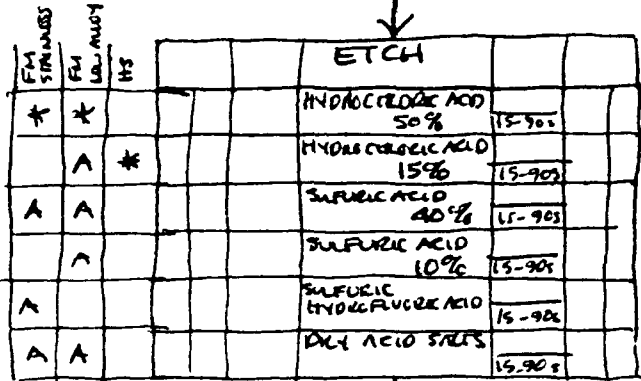 FM STAINLESS
FM LOW ALLOY
HS
ETCH
* * HYDROCHLORIC ACID
50% 15-90s
A * HYDROCHLORIC ACID
15% 15-90s
A A SULFURIC ACID
40% 15-90s
A SULFURIC ACID
10% 15-90s
A SULFURIC
HYDROFLUORIC ACID 15-90s
A A DRY ACID SALTS
15-90s